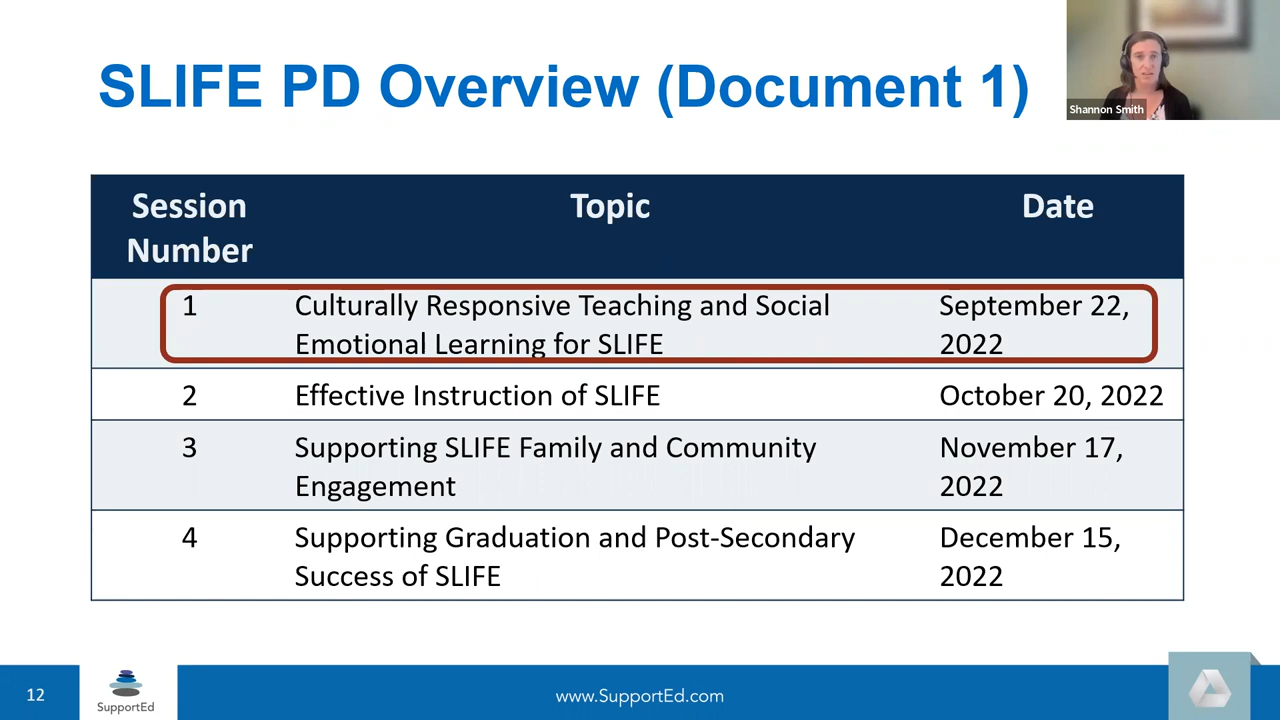 SLIFE PD Overview (Document 1)
Shannon Smith
Session Number Topic Date
1 Culturally Responsive Teaching and Social Emotional Learning for SLIFE September 22, 2022
2 Effective Instruction of SLIFE October 20, 2022
3 Supporting SLIFE Family and Community Engagement November 17, 2022
4 Supporting Graduation and Post-Secondary Success of SLIFE December 15, 2022
12
SupportEd
www.SupportEd.com